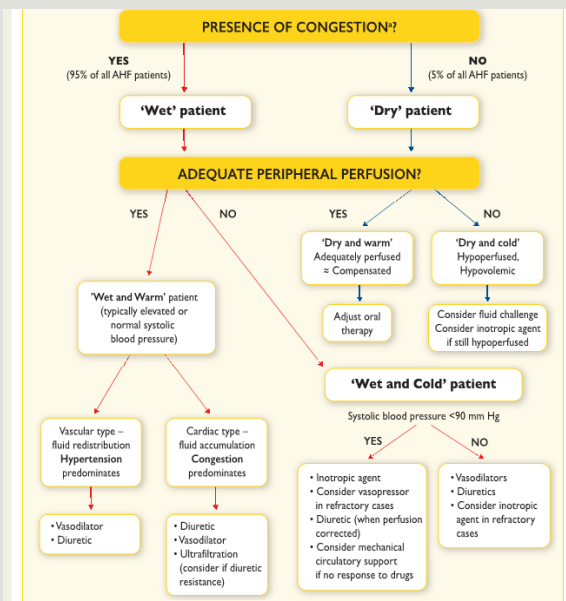 PRESENCE OF CONGESTIONᵃ?
YES
(95% of all AHF patients)
NO
(5% of all AHF patients)
‘Wet’ patient
‘Dry’ patient
ADEQUATE PERIPHERAL PERFUSION?
YES
NO
YES
NO
‘Dry and warm’
Adequately perfused
≈ Compensated
‘Dry and cold’
Hypoperfused,
Hypovolemic
‘Wet and Warm’ patient
(typically elevated or
normal systolic
blood pressure)
Adjust oral
therapy
Consider fluid challenge
Consider inotropic agent
if still hypoperfused
‘Wet and Cold’ patient
Systolic blood pressure <90 mm Hg
Vascular type –
fluid redistribution
Hypertension
predominates
Cardiac type –
fluid accumulation
Congestion
predominates
YES
NO
• Vasodilator
• Diuretic
• Diuretic
• Vasodilator
• Ultrafiltration
(consider if diuretic
resistance)
• Inotropic agent
• Consider vasopressor
in refractory cases
• Diuretic (when perfusion
corrected)
• Consider mechanical
circulatory support
if no response to drugs
• Vasodilators
• Diuretics
• Consider inotropic
agent in refractory
cases